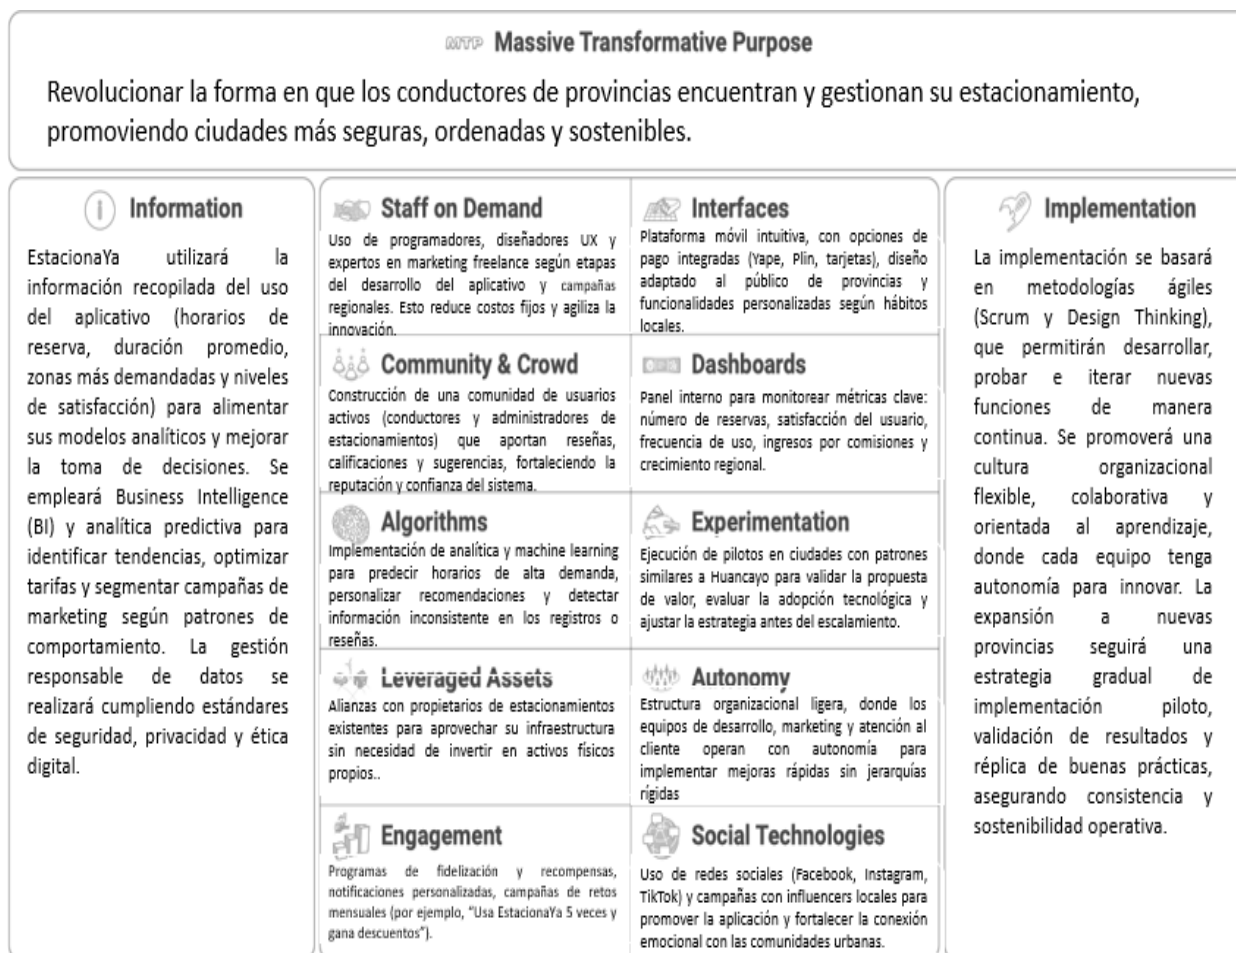 MTP Massive Transformative Purpose
Revolucionar la forma en que los conductores de provincias encuentran y gestionan su estacionamiento,
promoviendo ciudades más seguras, ordenadas y sostenibles.
Information
EstacionaYa utilizará la
información recopilada del uso
del aplicativo (horarios de
reserva, duración promedio,
zonas más demandadas y niveles
de satisfacción) para alimentar
sus modelos analíticos y mejorar
la toma de decisiones. Se
empleará Business Intelligence
(BI) y analítica predictiva para
identificar tendencias, optimizar
tarifas y segmentar campañas de
marketing según patrones de
comportamiento. La gestión
responsable de datos se
realizará cumpliendo estándares
de seguridad, privacidad y ética
digital.
Staff on Demand
Uso de programadores, diseñadores UX y
expertos en marketing freelance según etapas
del desarrollo del aplicativo y campañas
regionales. Esto reduce costos fijos y agiliza la
innovación.
Community & Crowd
Construcción de una comunidad de usuarios
activos (conductores y administradores de
estacionamientos) que aportan reseñas,
calificaciones y sugerencias, fortaleciendo la
reputación y confianza del sistema.
Algorithms
Implementación de analítica y machine learning
para predecir horarios de alta demanda,
personalizar recomendaciones y detectar
información inconsistente en los registros o
reseñas.
Leveraged Assets
Alianzas con propietarios de estacionamientos
existentes para aprovechar su infraestructura
sin necesidad de invertir en activos físicos
propios..
Engagement
Programas de fidelización y recompensas,
notificaciones personalizadas, campañas de retos
mensuales (por ejemplo, “Usa EstacionaYa 5 veces y
gana descuentos”).
Interfaces
Plataforma móvil intuitiva, con opciones de
pago integradas (Yape, Plin, tarjetas), diseño
adaptado al público de provincias y
funcionalidades personalizadas según hábitos
locales.
Dashboards
Panel interno para monitorear métricas clave:
número de reservas, satisfacción del usuario,
frecuencia de uso, ingresos por comisiones y
crecimiento regional.
Experimentation
Ejecución de pilotos en ciudades con patrones
similares a Huancayo para validar la propuesta
de valor, evaluar la adopción tecnológica y
ajustar la estrategia antes del escalamiento.
Autonomy
Estructura organizacional ligera, donde los
equipos de desarrollo, marketing y atención al
cliente operan con autonomía para
implementar mejoras rápidas sin jerarquías
rígidas
Social Technologies
Uso de redes sociales (Facebook, Instagram,
TikTok) y campañas con influencers locales para
promover la aplicación y fortalecer la conexión
emocional con las comunidades urbanas.
Implementation
La implementación se basará
en metodologías ágiles
(Scrum y Design Thinking),
que permitirán desarrollar,
probar e iterar nuevas
funciones de manera
continua. Se promoverá una
cultura organizacional
flexible, colaborativa y
orientada al aprendizaje,
donde cada equipo tenga
autonomía para innovar. La
expansión a nuevas
provincias seguirá una
estrategia gradual de
implementación piloto,
validación de resultados y
réplica de buenas prácticas,
asegurando consistencia y
sostenibilidad operativa.